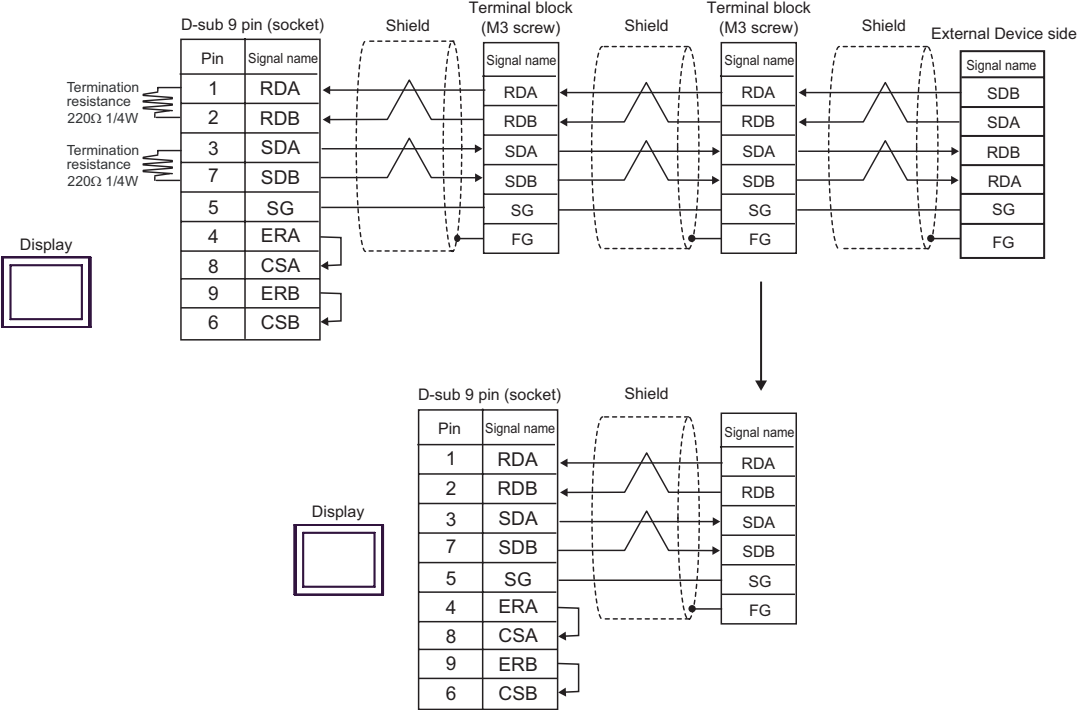 Terminal block
(M3 screw)
Terminal block
(M3 screw)
D-sub 9 pin (socket)
Shield
Shield
Shield
External Device side
Pin Signal name
Signal name
Signal name
Signal name
Termination
resistance
220Ω 1/4W
1 RDA
RDA
RDA
SDB
2 RDB
RDB
RDB
SDA
Termination
resistance
220Ω 1/4W
3 SDA
SDA
SDA
RDB
7 SDB
SDB
SDB
RDA
5 SG
SG
SG
SG
4 ERA
FG
FG
FG
8 CSA
9 ERB
6 CSB
Display
D-sub 9 pin (socket)
Shield
Pin Signal name
Signal name
1 RDA
RDA
2 RDB
RDB
3 SDA
SDA
7 SDB
SDB
5 SG
SG
4 ERA
FG
8 CSA
9 ERB
6 CSB
Display